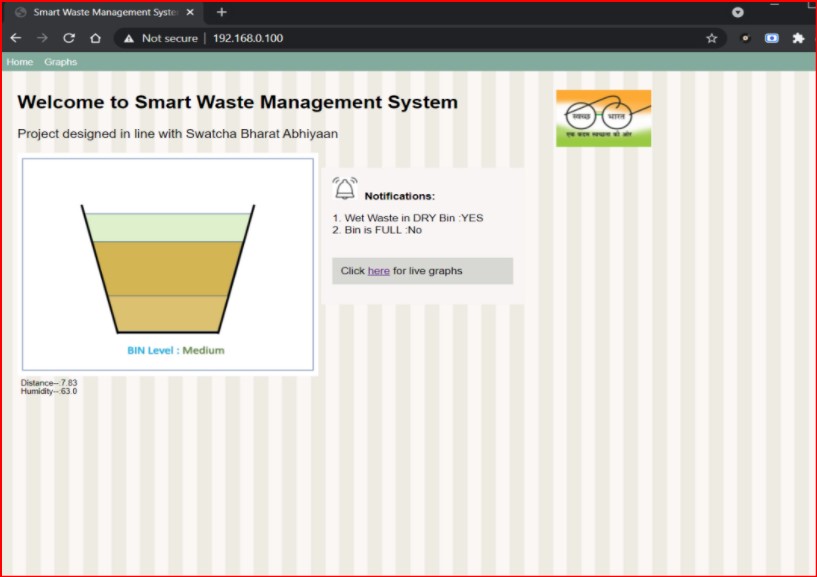 Smart Waste Management Syste
Not secure | 192.168.0.100
Home Graphs
Welcome to Smart Waste Management System
Project designed in line with Swatcha Bharat Abhiyaan
स्वच्छ भारत
एक कदम स्वच्छता की ओर
Notifications:
1. Wet Waste in DRY Bin :YES
2. Bin is FULL :No
Click here for live graphs
BIN Level : Medium
Distance--:7.83
Humidity--:63.0